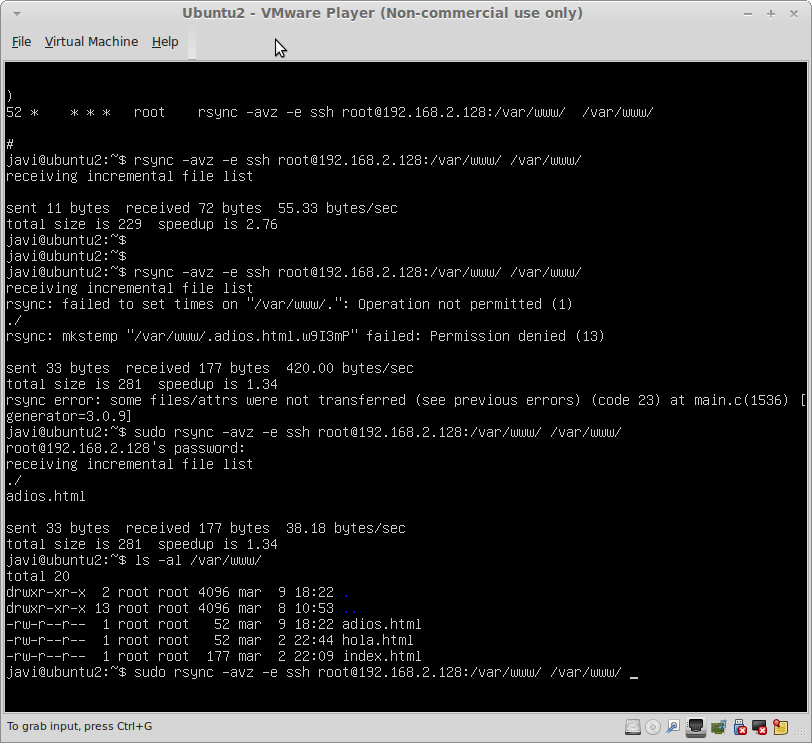 Ubuntu2 - VMware Player (Non-commercial use only)
File Virtual Machine Help
)
52 *    * * *   root    rsync -avz -e ssh root@192.168.2.128:/var/www/  /var/www/
#
javi@ubuntu2:~$ rsync -avz -e ssh root@192.168.2.128:/var/www/ /var/www/
receiving incremental file list
sent 11 bytes  received 72 bytes  55.33 bytes/sec
total size is 229  speedup is 2.76
javi@ubuntu2:~$
javi@ubuntu2:~$
javi@ubuntu2:~$ rsync -avz -e ssh root@192.168.2.128:/var/www/ /var/www/
receiving incremental file list
rsync: failed to set times on "/var/www/.": Operation not permitted (1)
./
rsync: mkstemp "/var/www/.adios.html.w9I3mP" failed: Permission denied (13)
sent 33 bytes  received 177 bytes  420.00 bytes/sec
total size is 281  speedup is 1.34
rsync error: some files/attrs were not transferred (see previous errors) (code 23) at main.c(1536) [
generator=3.0.9]
javi@ubuntu2:~$ sudo rsync -avz -e ssh root@192.168.2.128:/var/www/ /var/www/
root@192.168.2.128's password:
receiving incremental file list
./
adios.html
sent 33 bytes  received 177 bytes  38.18 bytes/sec
total size is 281  speedup is 1.34
javi@ubuntu2:~$ ls -al /var/www/
total 20
drwxr-xr-x  2 root root 4096 mar  9 18:22 .
drwxr-xr-x 13 root root 4096 mar  8 10:53 ..
-rw-r--r--  1 root root   52 mar  9 18:22 adios.html
-rw-r--r--  1 root root   52 mar  2 22:44 hola.html
-rw-r--r--  1 root root  177 mar  2 22:09 index.html
javi@ubuntu2:~$ sudo rsync -avz -e ssh root@192.168.2.128:/var/www/ /var/www/ _
To grab input, press Ctrl+G